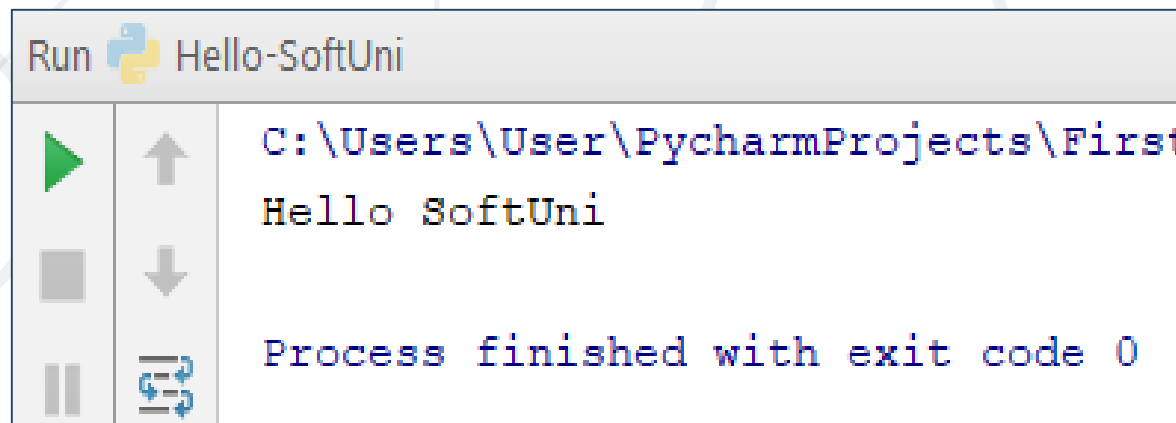 Run Hello-SoftUni
C:\Users\User\PycharmProjects\First
Hello SoftUni
Process finished with exit code 0